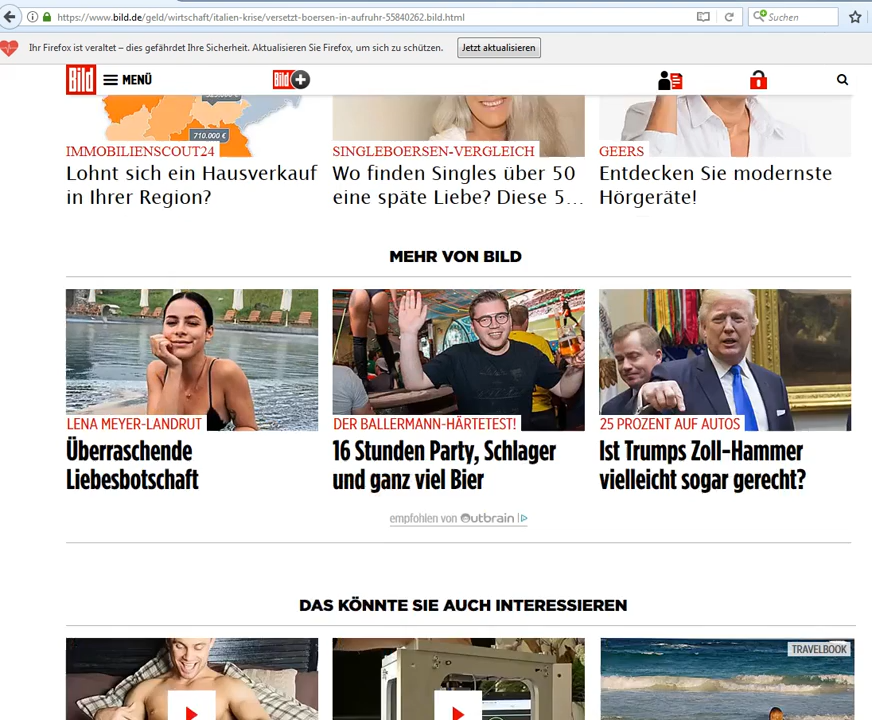 https://www.bild.de/geld/wirtschaft/italien-krise/versetzt-boersen-in-aufruhr-55840262.bild.html
Suchen
Ihr Firefox ist veraltet – dies gefährdet Ihre Sicherheit. Aktualisieren Sie Firefox, um sich zu schützen.
Jetzt aktualisieren
Bild
MENÜ
Bild
710.000 €
IMMOBILIENSCOUT24
Lohnt sich ein Hausverkauf
in Ihrer Region?
SINGLEBOERSEN-VERGLEICH
Wo finden Singles über 50
eine späte Liebe? Diese 5…
GEERS
Entdecken Sie modernste
Hörgeräte!
MEHR VON BILD
LENA MEYER-LANDRUT
Überraschende
Liebesbotschaft
DER BALLERMANN-HÄRTETEST!
16 Stunden Party, Schlager
und ganz viel Bier
25 PROZENT AUF AUTOS
Ist Trumps Zoll-Hammer
vielleicht sogar gerecht?
empfohlen von Outbrain
DAS KÖNNTE SIE AUCH INTERESSIEREN
TRAVELBOOK